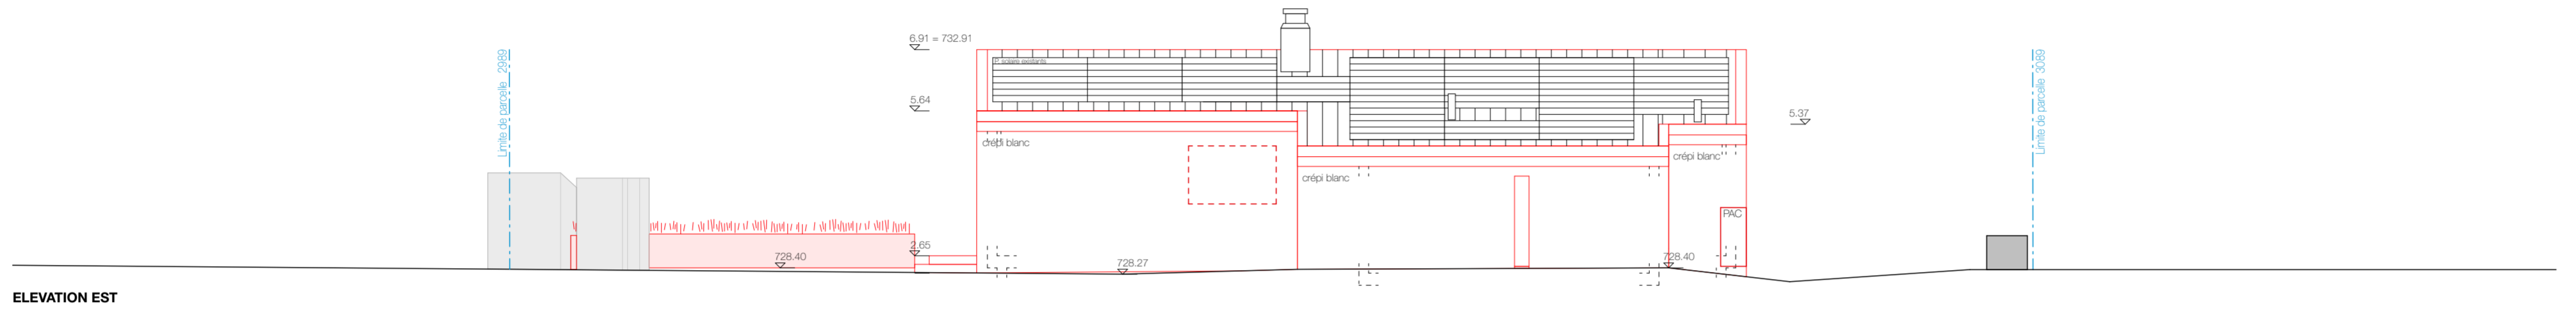 6.91 = 732.91
Limite de parcelle 2989
Limite de parcelle 3089
P. solaire existants
5.64
5.37
crépi blanc
crépi blanc
crépi blanc
PAC
2.65
728.40
728.27
728.40
ELEVATION EST